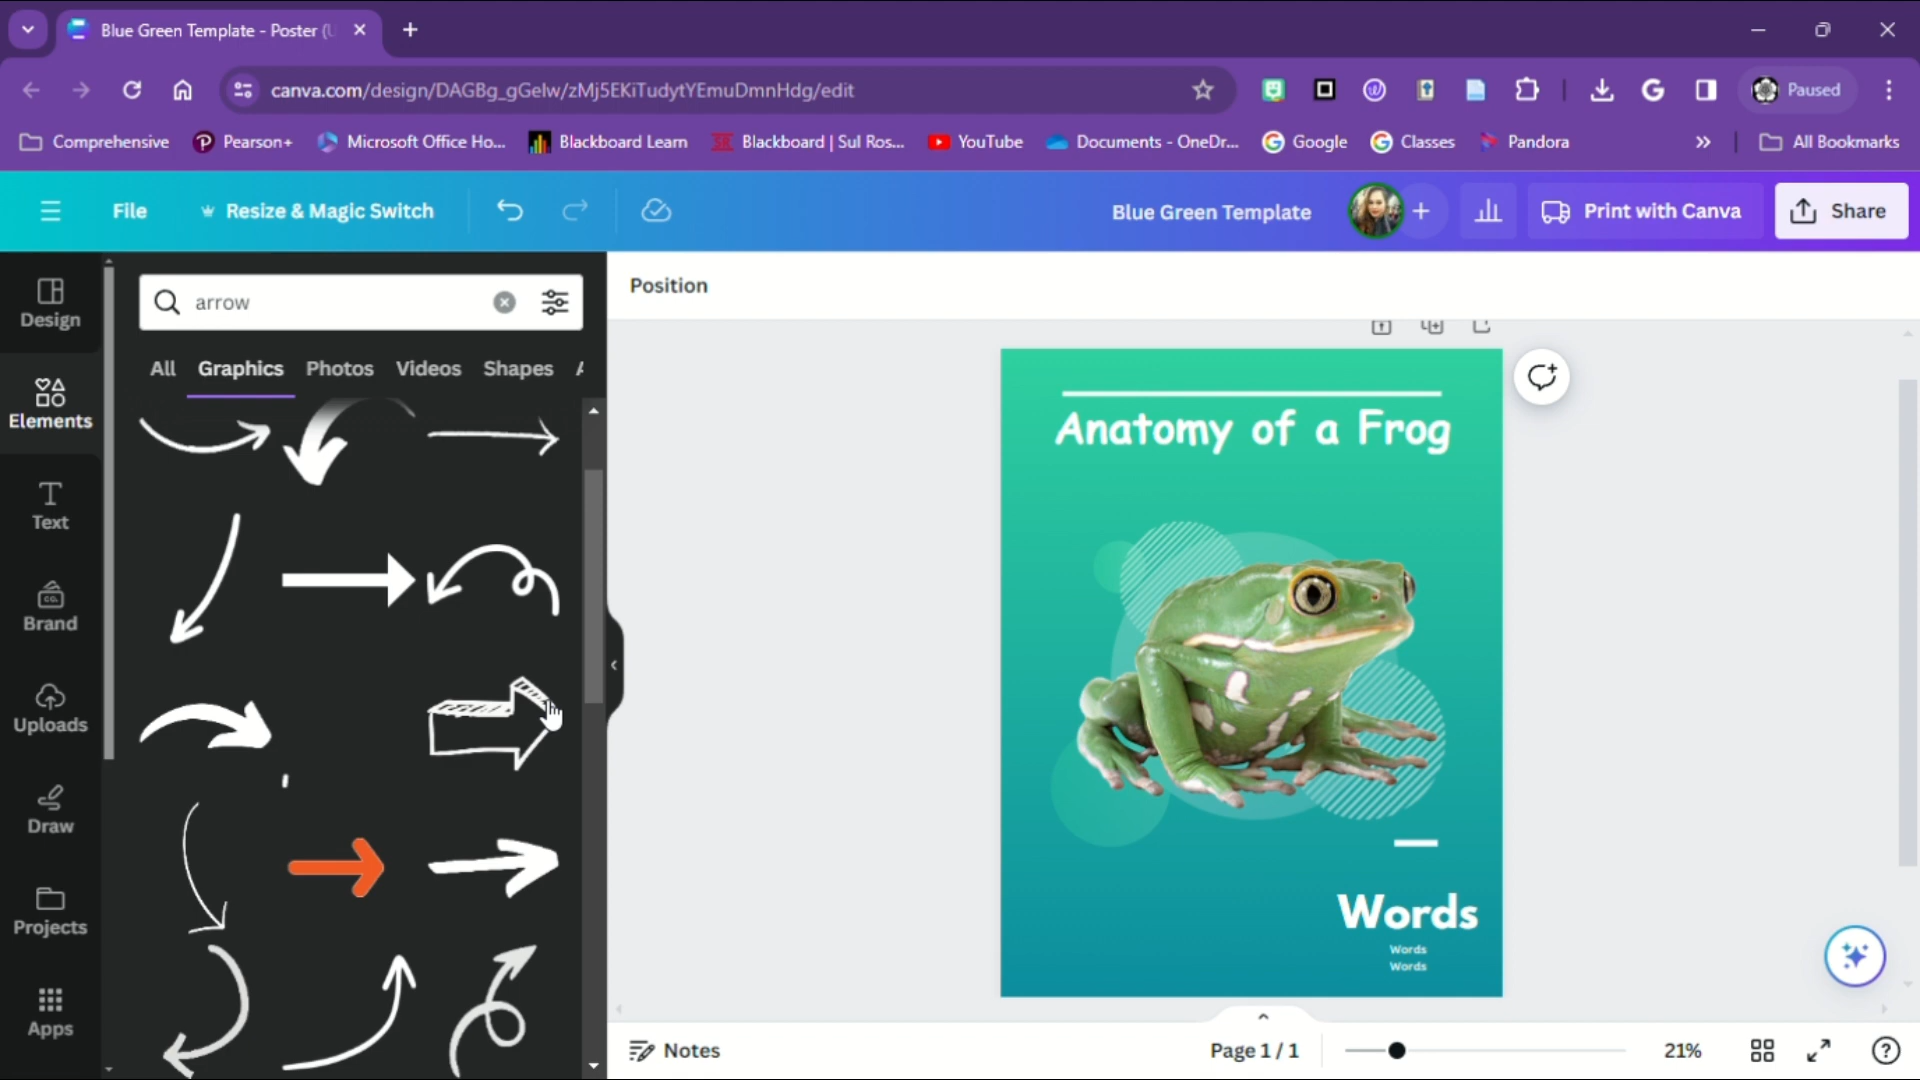 Blue Green Template - Poster (U
canva.com/design/DAGBg_gGelw/zMj5EKiTudytYEmuDmnHdg/edit
Paused
Comprehensive
Pearson+
Microsoft Office Ho...
Blackboard Learn
Blackboard | Sul Ros...
YouTube
Documents - OneDr...
Google
Classes
Pandora
All Bookmarks
File
Resize & Magic Switch
Blue Green Template
Print with Canva
Share
Design
Elements
Text
Brand
Uploads
Draw
Projects
Apps
arrow
All
Graphics
Photos
Videos
Shapes
Position
Anatomy of a Frog
Words
Words
Words
Notes
Page 1 / 1
21%